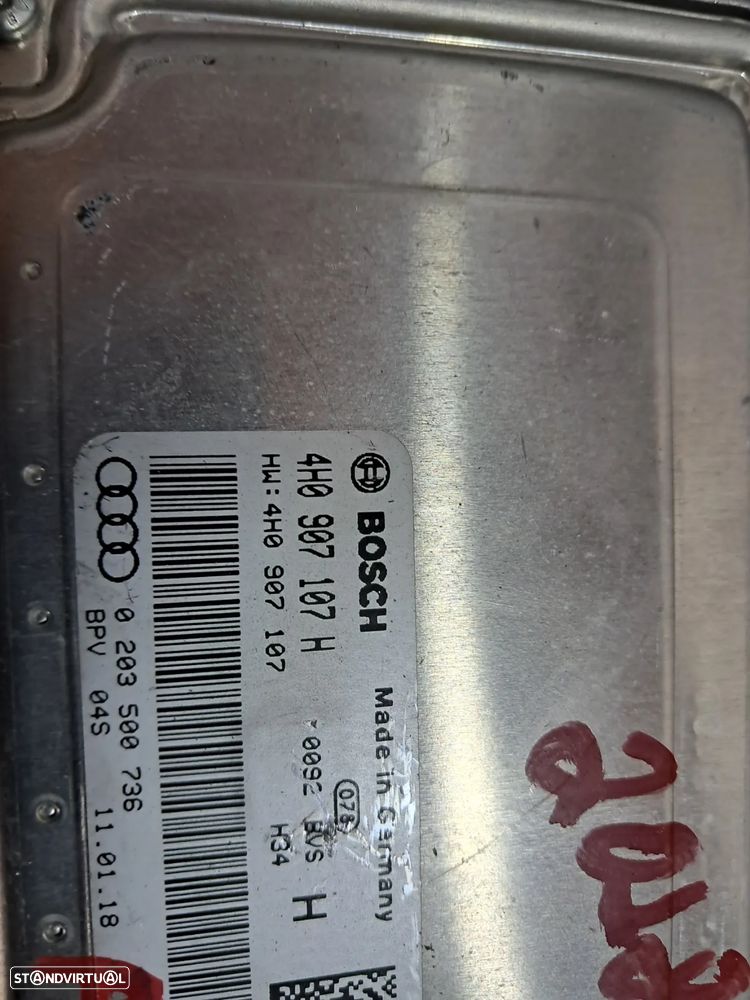 BOSCH Made in Germany
4H0 907 107 H
HW: 4H0 907 107
0092 BVS
078
H34
H
0 203 500 736
BPV 04S 11.01.18
STANDVIRTUAL